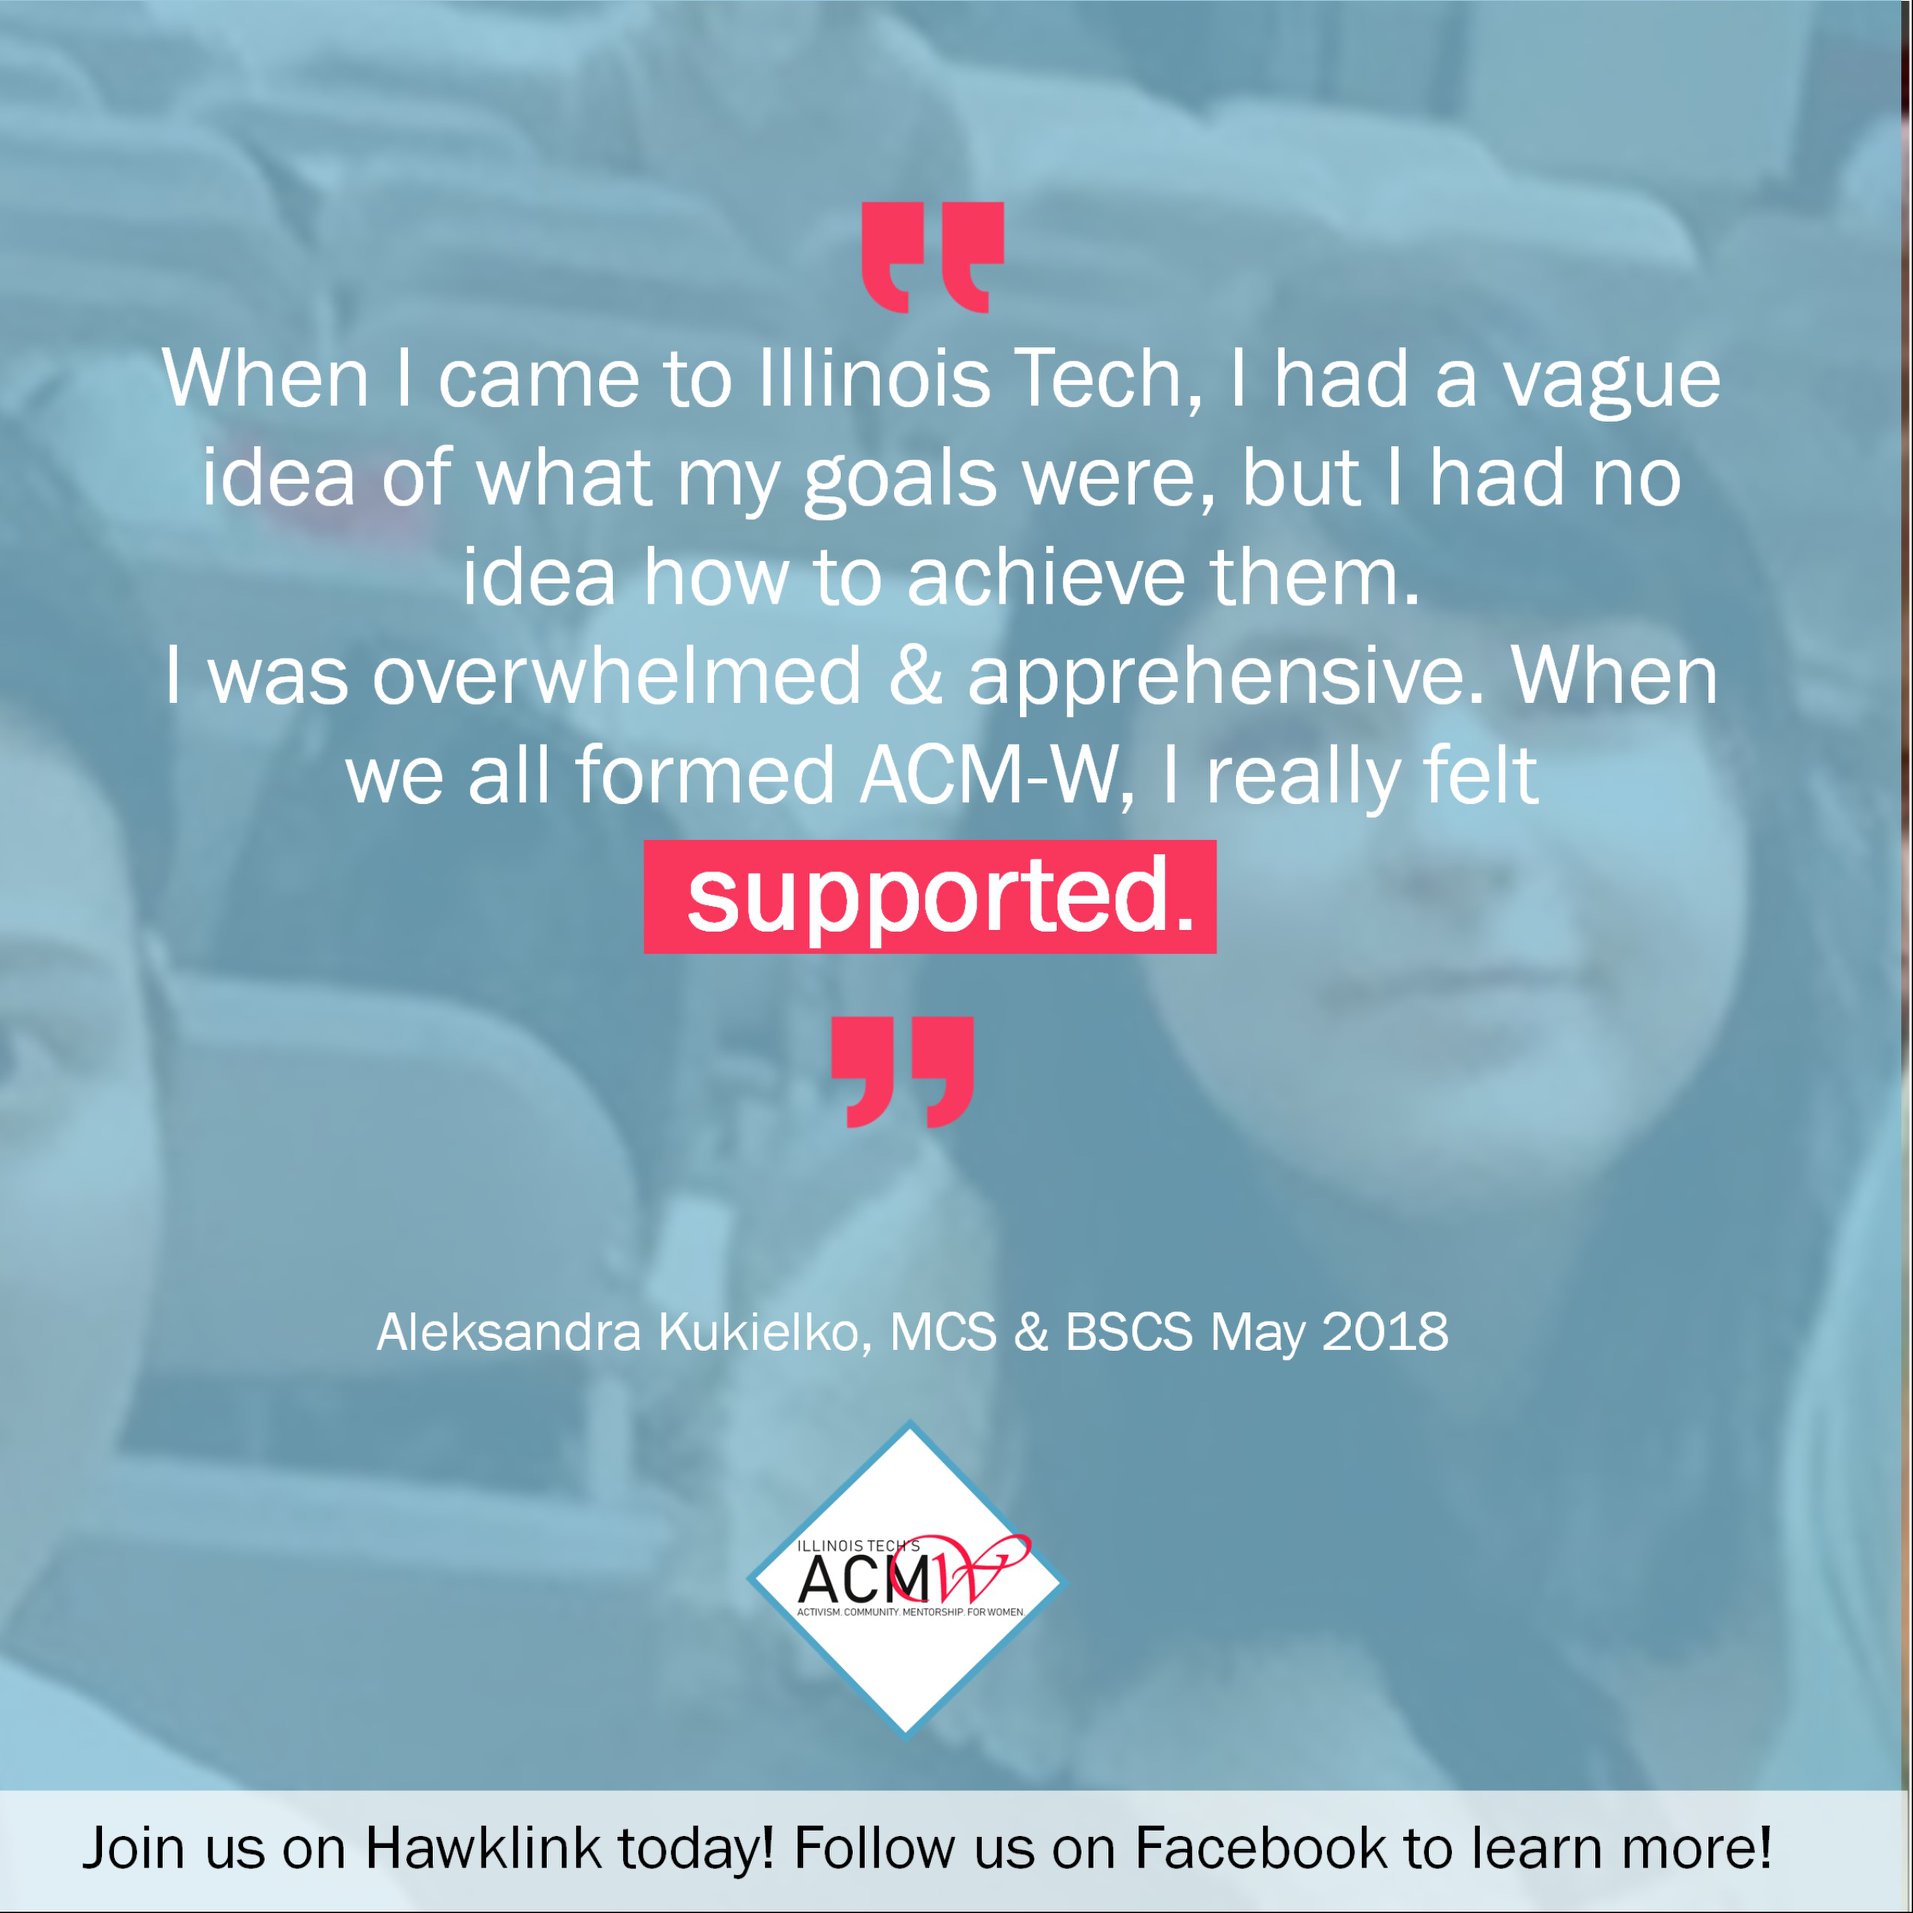 When I came to Illinois Tech, I had a vague
idea of what my goals were, but I had no
idea how to achieve them.
I was overwhelmed & apprehensive. When
we all formed ACM-W, I really felt
supported.
Aleksandra Kukielko, MCS & BSCS May 2018
ILLINOIS TECH'S
ACMW
ACTIVISM. COMMUNITY. MENTORSHIP. FOR WOMEN.
Join us on Hawklink today! Follow us on Facebook to learn more!